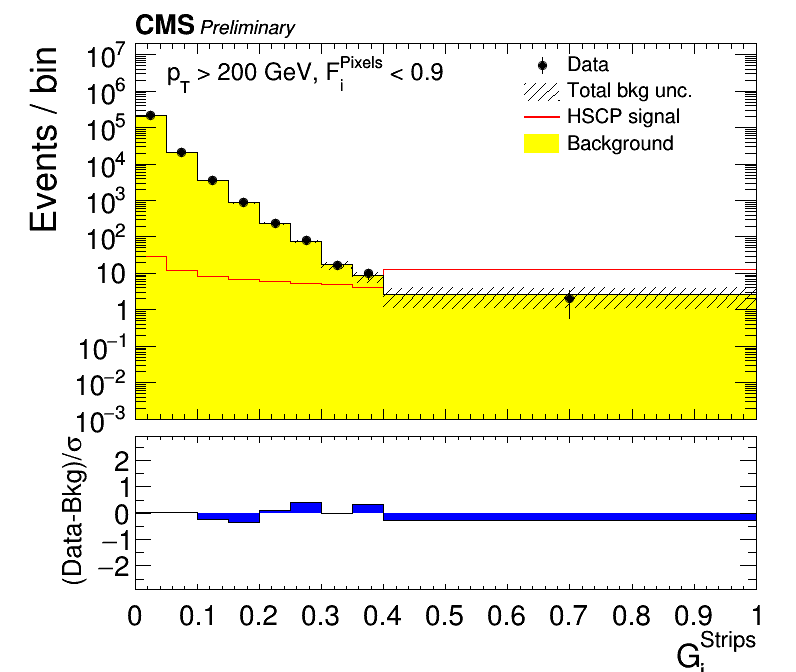 CMS Preliminary
p_T > 200 GeV, F_i^Pixels < 0.9
Data
Total bkg unc.
HSCP signal
Background
Events / bin
10^7
10^6
10^5
10^4
10^3
10^2
10
1
10^−1
10^−2
10^−3
(Data-Bkg)/σ
2
1
0
−1
−2
0 0.1 0.2 0.3 0.4 0.5 0.6 0.7 0.8 0.9 1
G_i^Strips